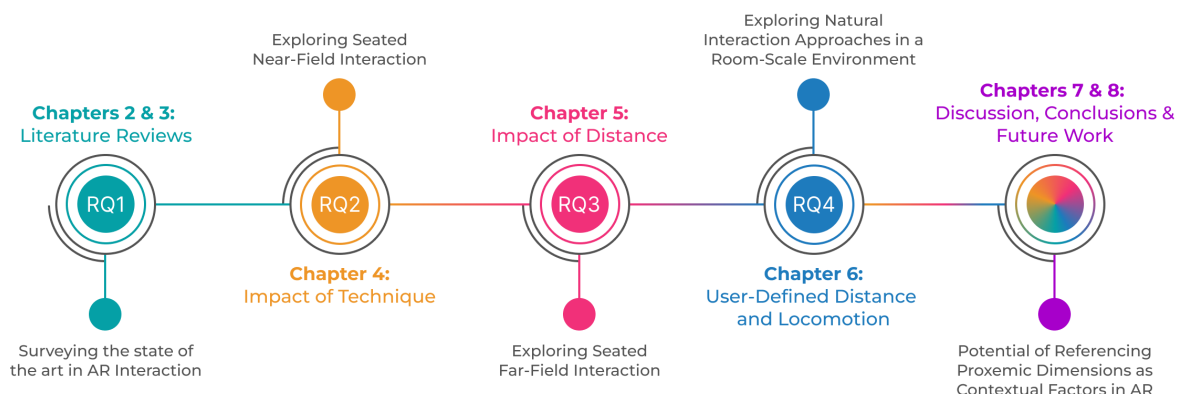 Chapters 2 & 3:
Literature Reviews
RQ1
Surveying the state of
the art in AR Interaction
Exploring Seated
Near-Field Interaction
RQ2
Chapter 4:
Impact of Technique
Chapter 5:
Impact of Distance
RQ3
Exploring Seated
Far-Field Interaction
Exploring Natural
Interaction Approaches in a
Room-Scale Environment
RQ4
Chapter 6:
User-Defined Distance
and Locomotion
Chapters 7 & 8:
Discussion, Conclusions &
Future Work
Potential of Referencing
Proxemic Dimensions as
Contextual Factors in AR